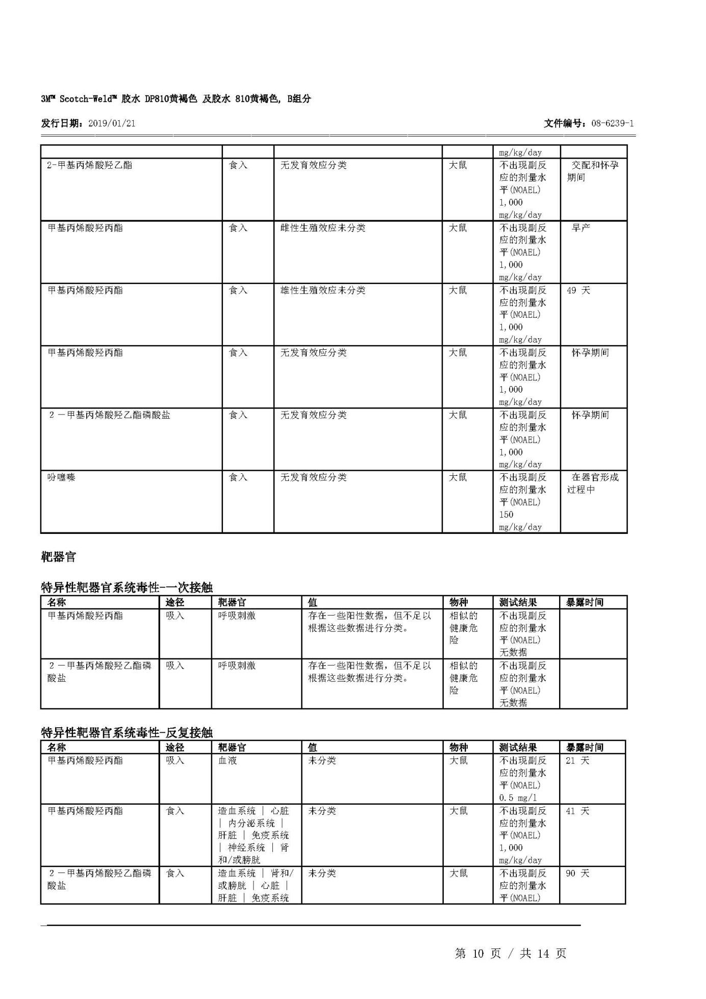 3M™ Scotch-Weld™ 胶水 DP810黄褐色 及胶水 810黄褐色, B组分
发行日期: 2019/01/21 文件编号: 08-6239-1
mg/kg/day
2-甲基丙烯酸羟乙酯 食入 无发育效应分类 大鼠 不出现副反 交配和怀孕
应的剂量水 期间
平(NOAEL)
1,000
mg/kg/day
甲基丙烯酸羟丙酯 食入 雌性生殖效应未分类 大鼠 不出现副反 早产
应的剂量水
平(NOAEL)
1,000
mg/kg/day
甲基丙烯酸羟丙酯 食入 雄性生殖效应未分类 大鼠 不出现副反 49 天
应的剂量水
平(NOAEL)
1,000
mg/kg/day
甲基丙烯酸羟丙酯 食入 无发育效应分类 大鼠 不出现副反 怀孕期间
应的剂量水
平(NOAEL)
1,000
mg/kg/day
２－甲基丙烯酸羟乙酯磷酸盐 食入 无发育效应分类 大鼠 不出现副反 怀孕期间
应的剂量水
平(NOAEL)
1,000
mg/kg/day
吩噻嗪 食入 无发育效应分类 大鼠 不出现副反 在器官形成
应的剂量水 过程中
平(NOAEL)
150
mg/kg/day
靶器官
特异性靶器官系统毒性-一次接触
名称 途径 靶器官 值 物种 测试结果 暴露时间
甲基丙烯酸羟丙酯 吸入 呼吸刺激 存在一些阳性数据，但不足以 相似的 不出现副反
根据这些数据进行分类。 健康危 应的剂量水
险 平(NOAEL)
无数据
２－甲基丙烯酸羟乙酯磷 吸入 呼吸刺激 存在一些阳性数据，但不足以 相似的 不出现副反
酸盐 根据这些数据进行分类。 健康危 应的剂量水
险 平(NOAEL)
无数据
特异性靶器官系统毒性-反复接触
名称 途径 靶器官 值 物种 测试结果 暴露时间
甲基丙烯酸羟丙酯 吸入 血液 未分类 大鼠 不出现副反 21 天
应的剂量水
平(NOAEL)
0.5 mg/l
甲基丙烯酸羟丙酯 食入 造血系统 | 心脏 未分类 大鼠 不出现副反 41 天
| 内分泌系统 | 应的剂量水
肝脏 | 免疫系统 平(NOAEL)
| 神经系统 | 肾 1,000
和/或膀胱 mg/kg/day
２－甲基丙烯酸羟乙酯磷 食入 造血系统 | 肾和/ 未分类 大鼠 不出现副反 90 天
酸盐 或膀胱 | 心脏 | 应的剂量水
肝脏 | 免疫系统 平(NOAEL)
第 10 页 / 共 14 页